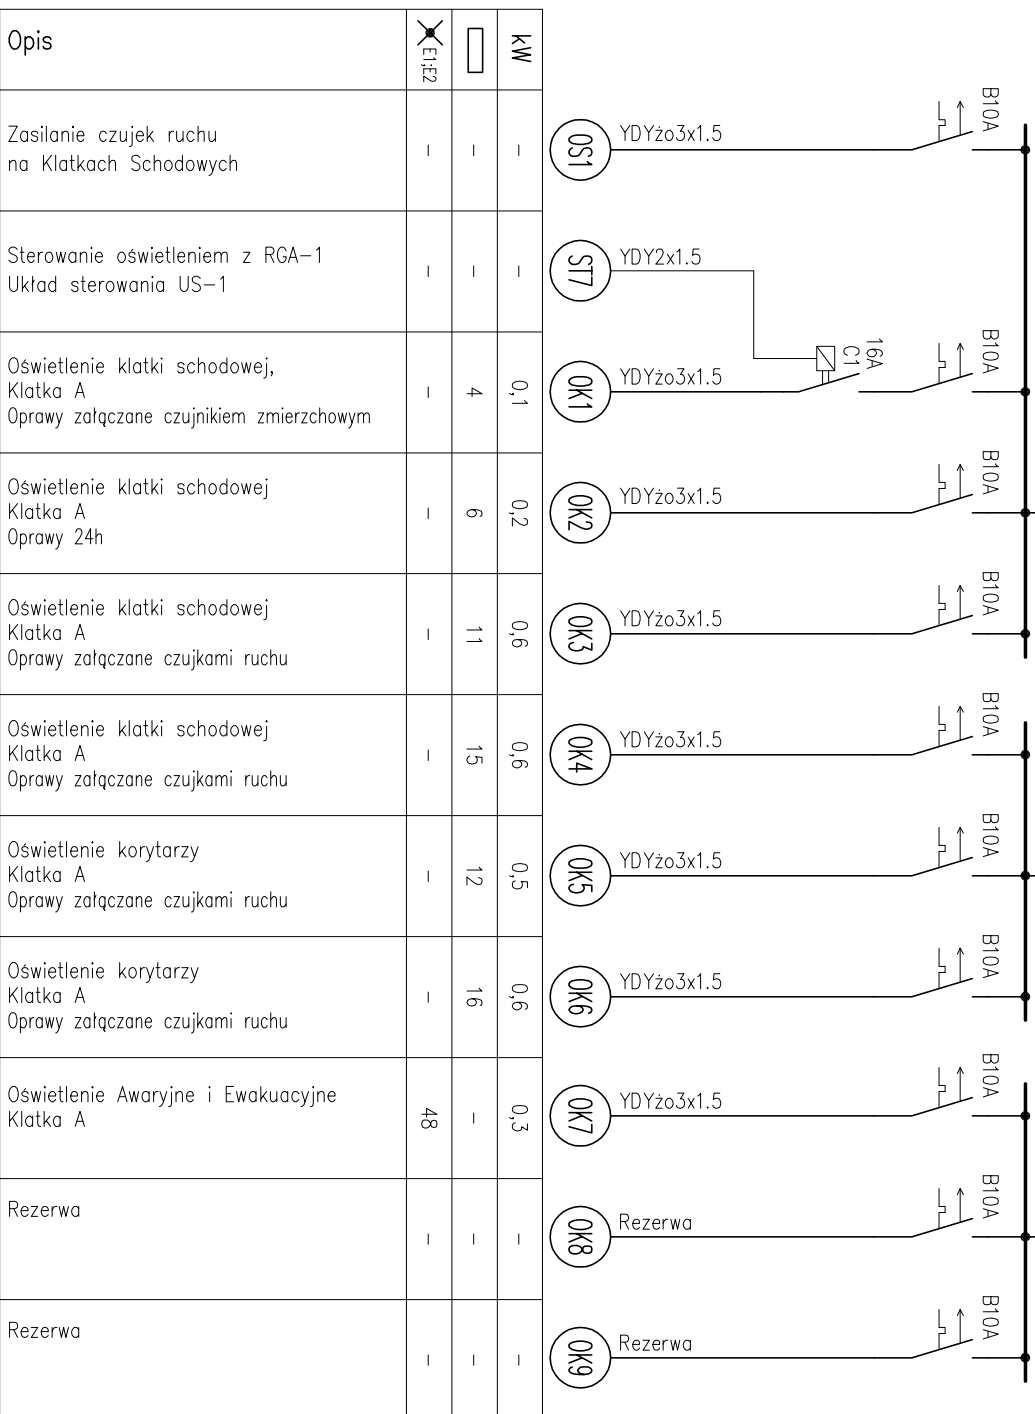 Opis
E1;E2
kW
Zasilanie czujek ruchu
na Klatkach Schodowych
-
-
-
OS1
YDYżo3x1.5
B10A
Sterowanie oświetleniem z RGA-1
Układ sterowania US-1
-
-
-
ST7
YDY2x1.5
Oświetlenie klatki schodowej,
Klatka A
Oprawy załączane czujnikiem zmierzchowym
-
4
0,1
OK1
YDYżo3x1.5
16A
C1
B10A
Oświetlenie klatki schodowej
Klatka A
Oprawy 24h
-
6
0,2
OK2
YDYżo3x1.5
B10A
Oświetlenie klatki schodowej
Klatka A
Oprawy załączane czujkami ruchu
-
11
0,6
OK3
YDYżo3x1.5
B10A
Oświetlenie klatki schodowej
Klatka A
Oprawy załączane czujkami ruchu
-
15
0,6
OK4
YDYżo3x1.5
B10A
Oświetlenie korytarzy
Klatka A
Oprawy załączane czujkami ruchu
-
12
0,5
OK5
YDYżo3x1.5
B10A
Oświetlenie korytarzy
Klatka A
Oprawy załączane czujkami ruchu
-
16
0,6
OK6
YDYżo3x1.5
B10A
Oświetlenie Awaryjne i Ewakuacyjne
Klatka A
48
-
0,3
OK7
YDYżo3x1.5
B10A
Rezerwa
-
-
-
OK8
Rezerwa
B10A
Rezerwa
-
-
-
OK9
Rezerwa
B10A